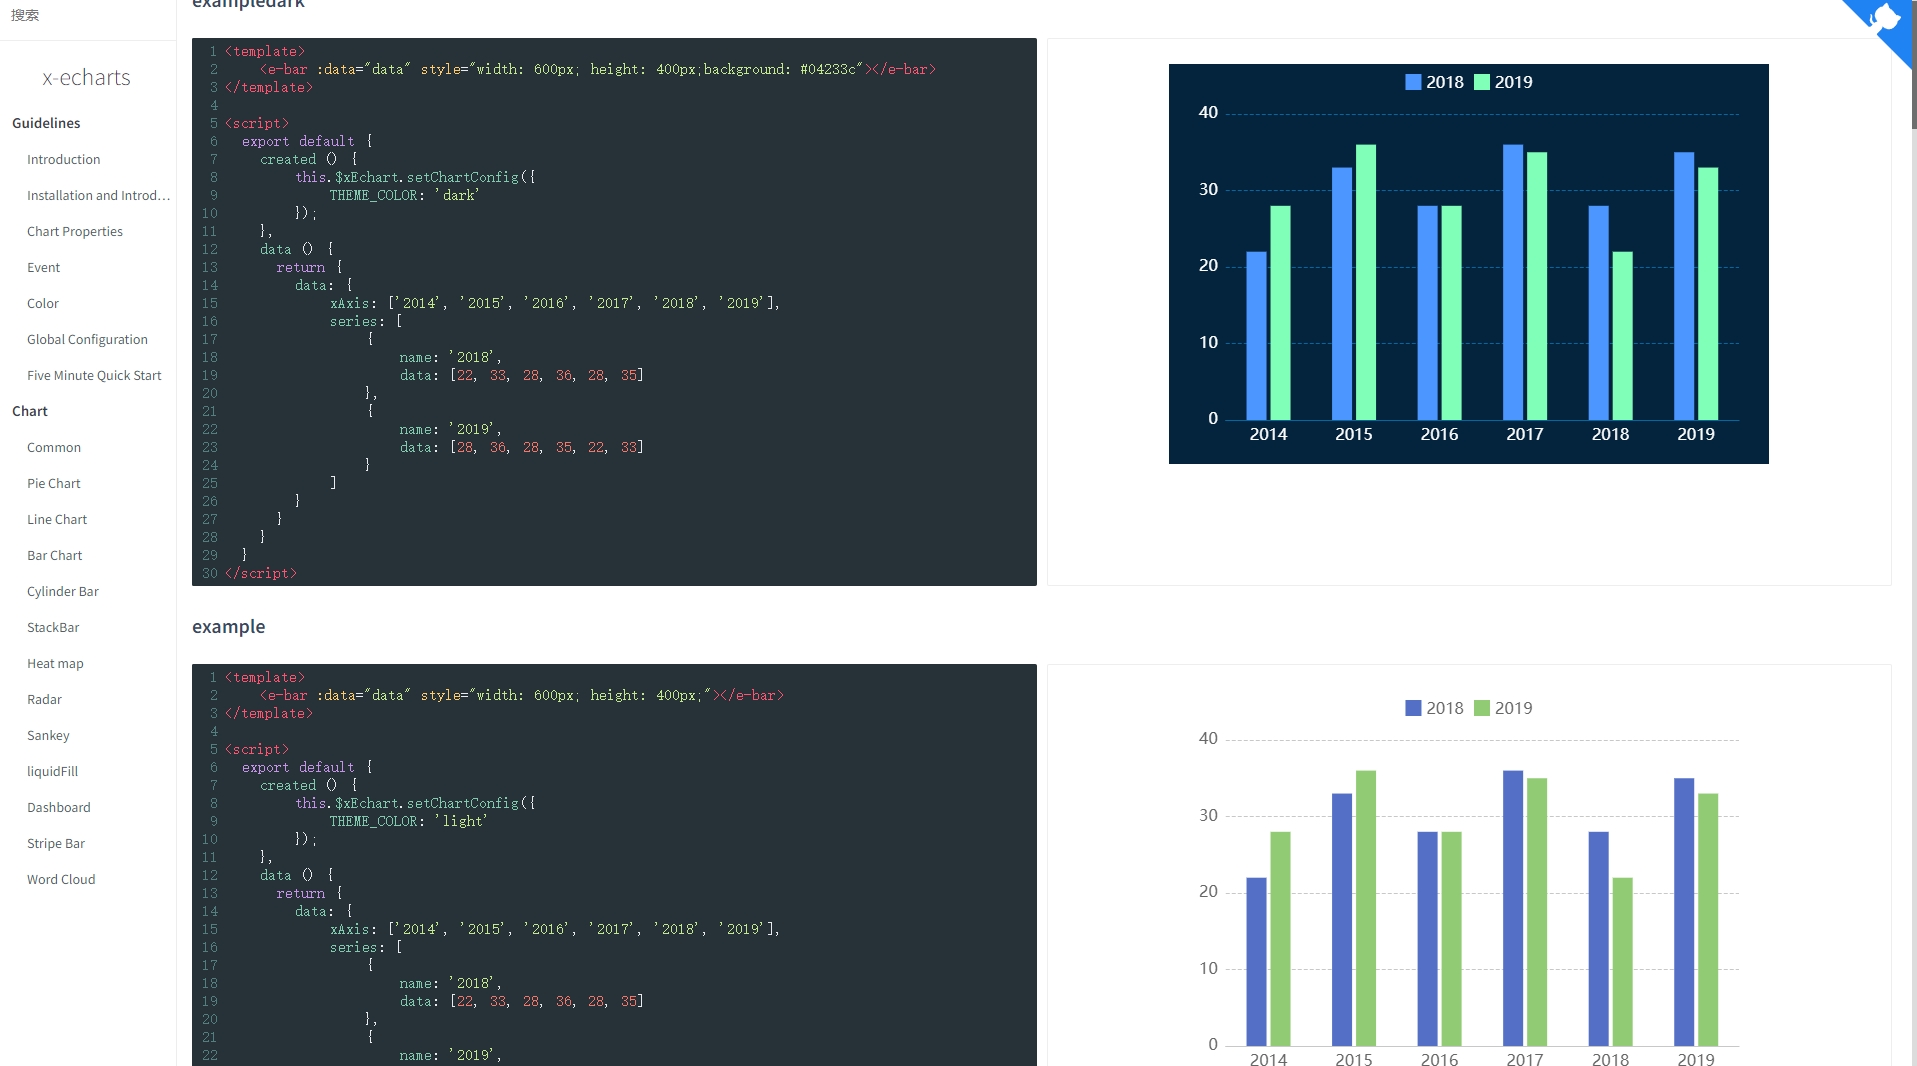 搜索
x-echarts
Guidelines
Introduction
Installation and Introd...
Chart Properties
Event
Color
Global Configuration
Five Minute Quick Start
Chart
Common
Pie Chart
Line Chart
Bar Chart
Cylinder Bar
StackBar
Heat map
Radar
Sankey
liquidFill
Dashboard
Stripe Bar
Word Cloud
exampledark
1 <template>
2 <e-bar :data="data" style="width: 600px; height: 400px;background: #04233c"></e-bar>
3 </template>
4
5 <script>
6 export default {
7 created () {
8 this.$xEchart.setChartConfig({
9 THEME_COLOR: 'dark'
10 });
11 },
12 data () {
13 return {
14 data: {
15 xAxis: ['2014', '2015', '2016', '2017', '2018', '2019'],
16 series: [
17 {
18 name: '2018',
19 data: [22, 33, 28, 36, 28, 35]
20 },
21 {
22 name: '2019',
23 data: [28, 36, 28, 35, 22, 33]
24 }
25 ]
26 }
27 }
28 }
29 }
30 </script>
2018 2019
40
30
20
10
0
2014 2015 2016 2017 2018 2019
example
1 <template>
2 <e-bar :data="data" style="width: 600px; height: 400px;"></e-bar>
3 </template>
4
5 <script>
6 export default {
7 created () {
8 this.$xEchart.setChartConfig({
9 THEME_COLOR: 'light'
10 });
11 },
12 data () {
13 return {
14 data: {
15 xAxis: ['2014', '2015', '2016', '2017', '2018', '2019'],
16 series: [
17 {
18 name: '2018',
19 data: [22, 33, 28, 36, 28, 35]
20 },
21 {
22 name: '2019',
2018 2019
40
30
20
10
0
2014 2015 2016 2017 2018 2019